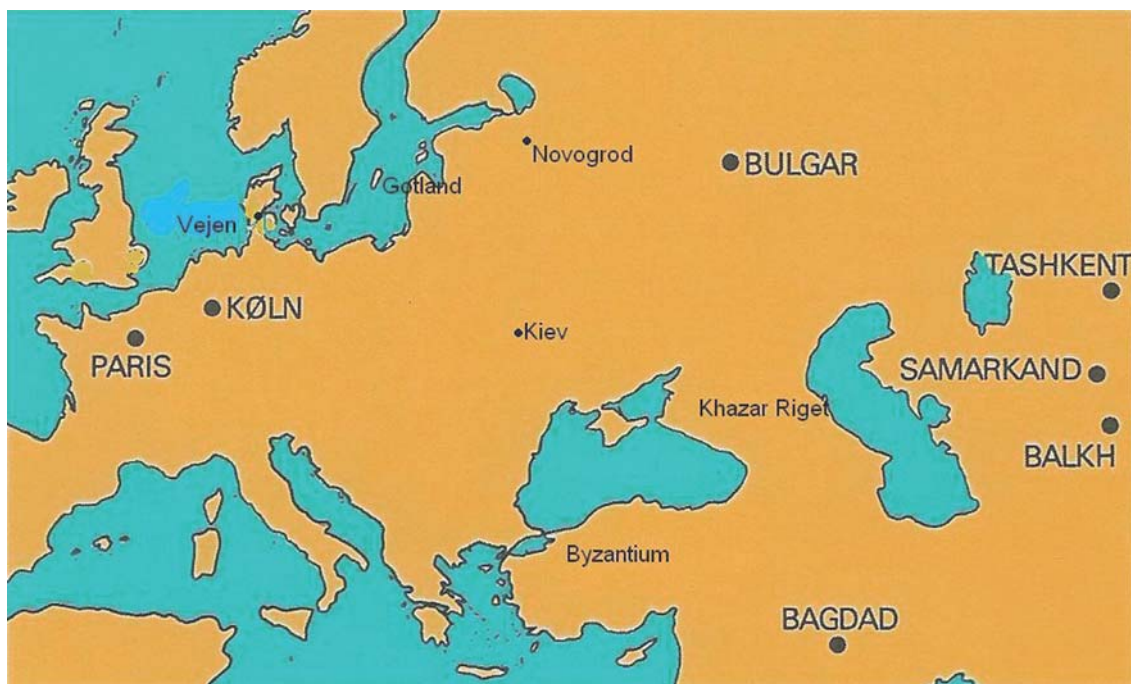 Novogrod
BULGAR
Gotland
Vejen
TASHKENT
KØLN
Kiev
PARIS
SAMARKAND
Khazar Riget
BALKH
Byzantium
BAGDAD